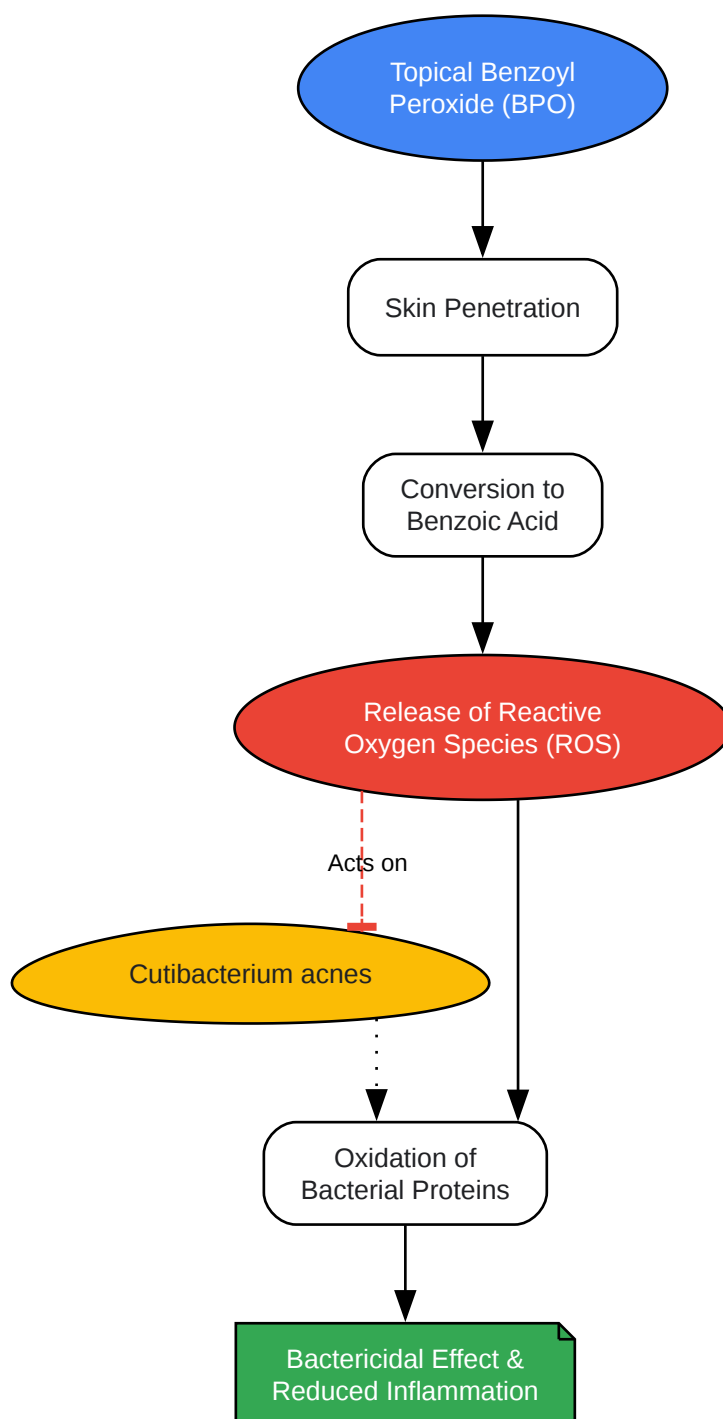 Topical Benzoyl
Peroxide (BPO)
Skin Penetration
Conversion to
Benzoic Acid
Release of Reactive
Oxygen Species (ROS)
Acts on
Cutibacterium acnes
Oxidation of
Bacterial Proteins
Bactericidal Effect &
Reduced Inflammation